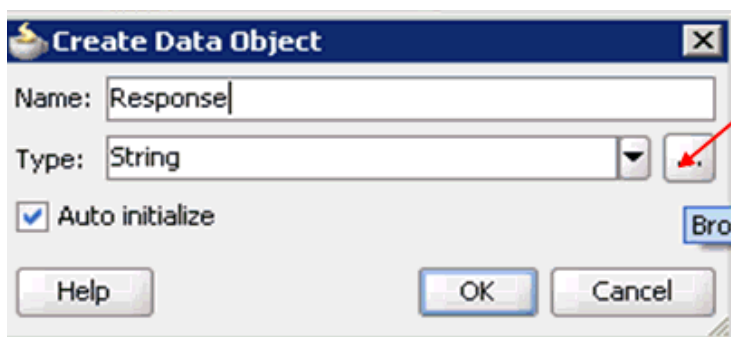 Create Data Object
Name: Response
Type: String
Auto initialize
Help OK Cancel